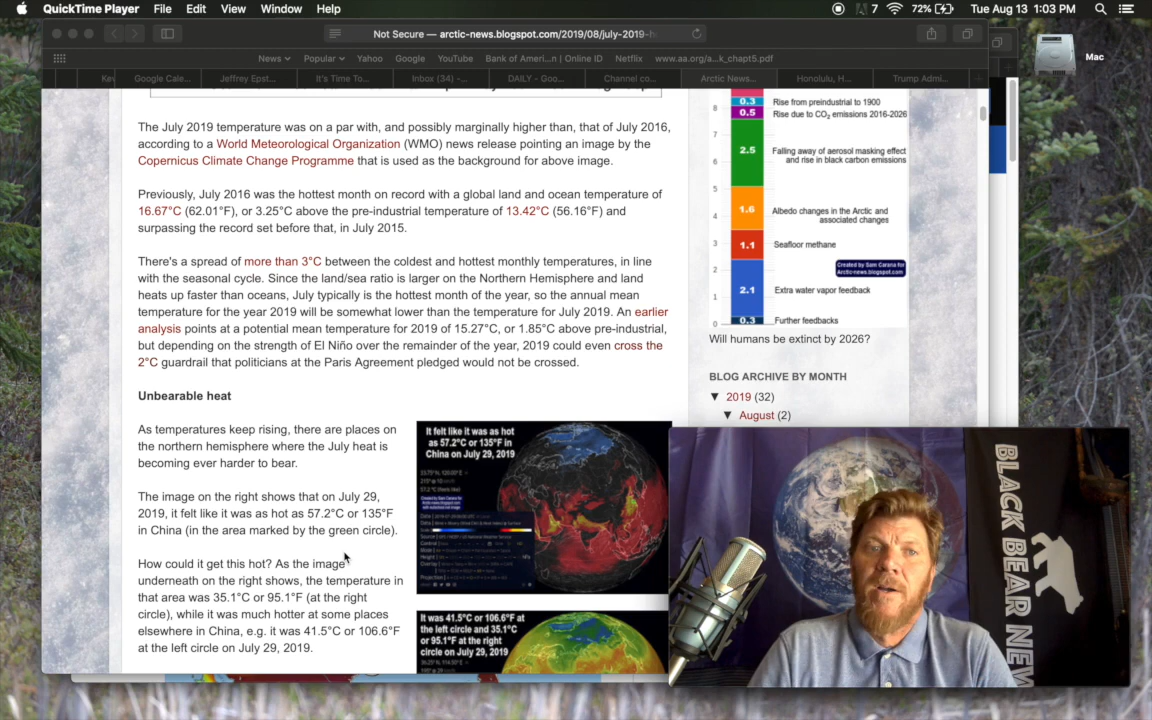 QuickTime Player File Edit View Window Help
7 72% Tue Aug 13 1:03 PM
Not Secure — arctic-news.blogspot.com/2019/08/july-2019-h
News Popular Yahoo Google YouTube Bank of Ameri...n | Online ID Netflix www.aa.org/a...k_chapt5.pdf
Google Cale... Jeffrey Epst... It's Time To... Inbox (34) –... DAILY - Goo... Channel co... Arctic News... Honolulu, H... Trump Admi...
Mac
The July 2019 temperature was on a par with, and possibly marginally higher than, that of July 2016,
according to a World Meteorological Organization (WMO) news release pointing an image by the
Copernicus Climate Change Programme that is used as the background for above image.
Previously, July 2016 was the hottest month on record with a global land and ocean temperature of
16.67°C (62.01°F), or 3.25°C above the pre-industrial temperature of 13.42°C (56.16°F) and
surpassing the record set before that, in July 2015.
There's a spread of more than 3°C between the coldest and hottest monthly temperatures, in line
with the seasonal cycle. Since the land/sea ratio is larger on the Northern Hemisphere and land
heats up faster than oceans, July typically is the hottest month of the year, so the annual mean
temperature for the year 2019 will be somewhat lower than the temperature for July 2019. An earlier
analysis points at a potential mean temperature for 2019 of 15.27°C, or 1.85°C above pre-industrial,
but depending on the strength of El Niño over the remainder of the year, 2019 could even cross the
2°C guardrail that politicians at the Paris Agreement pledged would not be crossed.
Unbearable heat
As temperatures keep rising, there are places on
the northern hemisphere where the July heat is
becoming ever harder to bear.
The image on the right shows that on July 29,
2019, it felt like it was as hot as 57.2°C or 135°F
in China (in the area marked by the green circle).
How could it get this hot? As the image
underneath on the right shows, the temperature in
that area was 35.1°C or 95.1°F (at the right
circle), while it was much hotter at some places
elsewhere in China, e.g. it was 41.5°C or 106.6°F
at the left circle on July 29, 2019.
It felt like it was as hot
as 57.2°C or 135°F in
China on July 29, 2019
It was 41.5°C or 106.6°F at
the left circle and 35.1°C
or 95.1°F at the right
circle on July 29, 2019
8 0.3 Rise from preindustrial to 1900
0.5 Rise due to CO₂ emissions 2016-2026
7
6 2.5 Falling away of aerosol masking effect
and rise in black carbon emissions
5
4 1.6 Albedo changes in the Arctic and
associated changes
3 1.1 Seafloor methane
Created by Sam Carana for
Arctic-news.blogspot.com
2
1 2.1 Extra water vapor feedback
0 0.3 Further feedbacks
Will humans be extinct by 2026?
BLOG ARCHIVE BY MONTH
▼ 2019 (32)
▼ August (2)
BLACK BEAR NEW